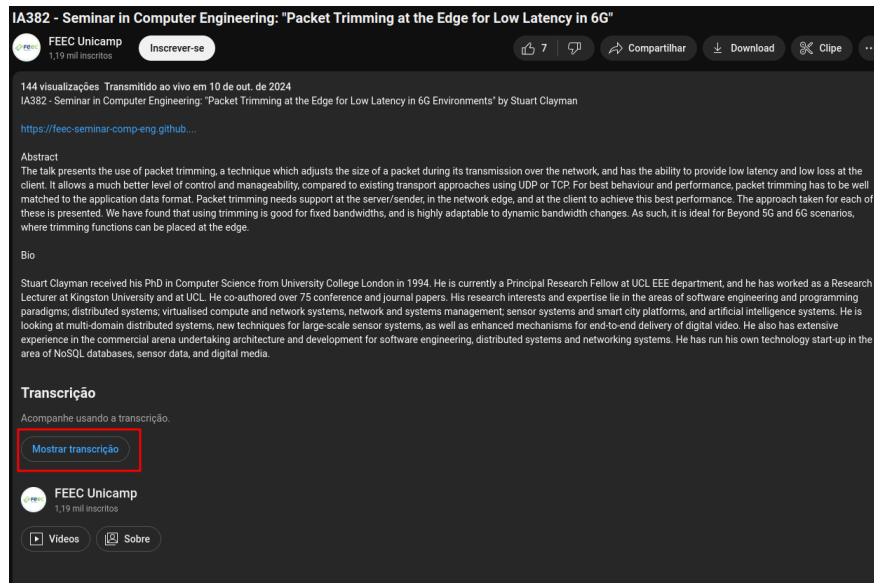 IA382 - Seminar in Computer Engineering: "Packet Trimming at the Edge for Low Latency in 6G"
FEEC Unicamp
1,19 mil inscritos
Inscrever-se
7
Compartilhar
Download
Clipe
144 visualizações Transmitido ao vivo em 10 de out. de 2024
IA382 - Seminar in Computer Engineering: "Packet Trimming at the Edge for Low Latency in 6G Environments" by Stuart Clayman
https://feec-seminar-comp-eng.github....
Abstract
The talk presents the use of packet trimming, a technique which adjusts the size of a packet during its transmission over the network, and has the ability to provide low latency and low loss at the
client. It allows a much better level of control and manageability, compared to existing transport approaches using UDP or TCP. For best behaviour and performance, packet trimming has to be well
matched to the application data format. Packet trimming needs support at the server/sender, in the network edge, and at the client to achieve this best performance. The approach taken for each of
these is presented. We have found that using trimming is good for fixed bandwidths, and is highly adaptable to dynamic bandwidth changes. As such, it is ideal for Beyond 5G and 6G scenarios,
where trimming functions can be placed at the edge.
Bio
Stuart Clayman received his PhD in Computer Science from University College London in 1994. He is currently a Principal Research Fellow at UCL EEE department, and he has worked as a Research
Lecturer at Kingston University and at UCL. He co-authored over 75 conference and journal papers. His research interests and expertise lie in the areas of software engineering and programming
paradigms; distributed systems; virtualised compute and network systems, network and systems management; sensor systems and smart city platforms, and artificial intelligence systems. He is
looking at multi-domain distributed systems, new techniques for large-scale sensor systems, as well as enhanced mechanisms for end-to-end delivery of digital video. He also has extensive
experience in the commercial arena undertaking architecture and development for software engineering, distributed systems and networking systems. He has run his own technology start-up in the
area of NoSQL databases, sensor data, and digital media.
Transcrição
Acompanhe usando a transcrição.
Mostrar transcrição
FEEC Unicamp
1,19 mil inscritos
Vídeos
Sobre